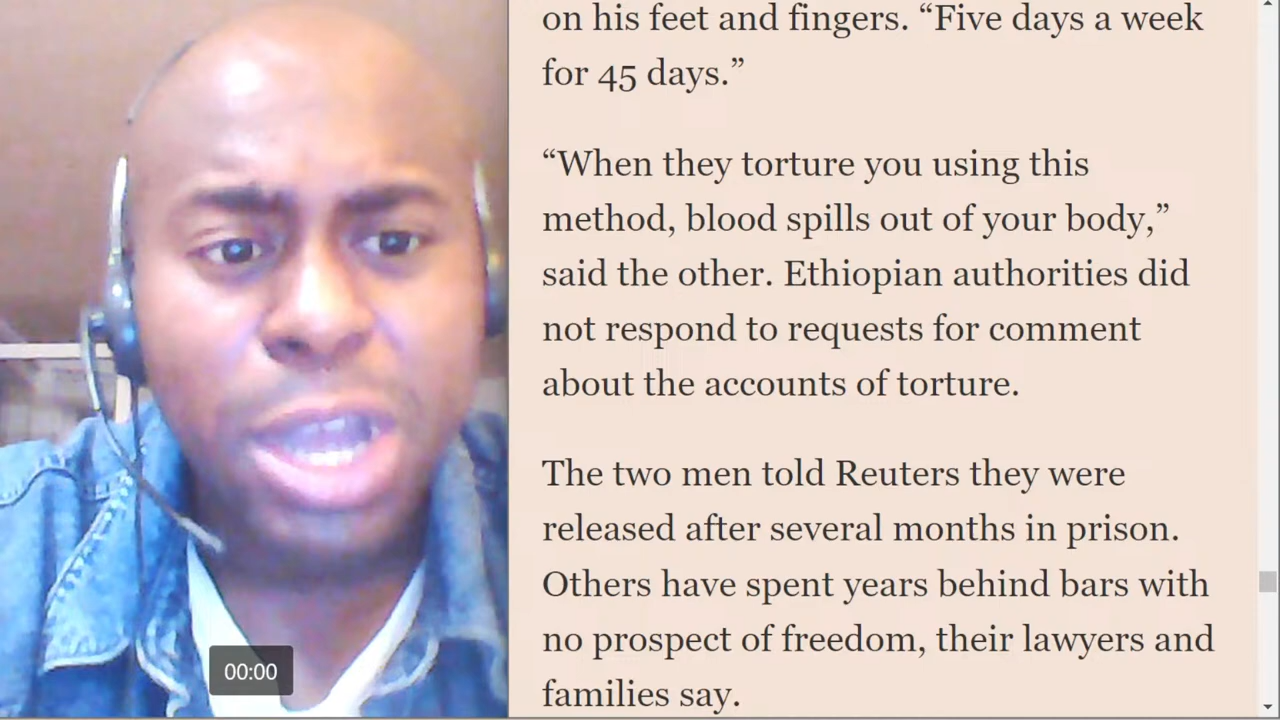 on his feet and fingers. “Five days a week
for 45 days.”
“When they torture you using this
method, blood spills out of your body,”
said the other. Ethiopian authorities did
not respond to requests for comment
about the accounts of torture.
The two men told Reuters they were
released after several months in prison.
Others have spent years behind bars with
no prospect of freedom, their lawyers and
families say.
00:00